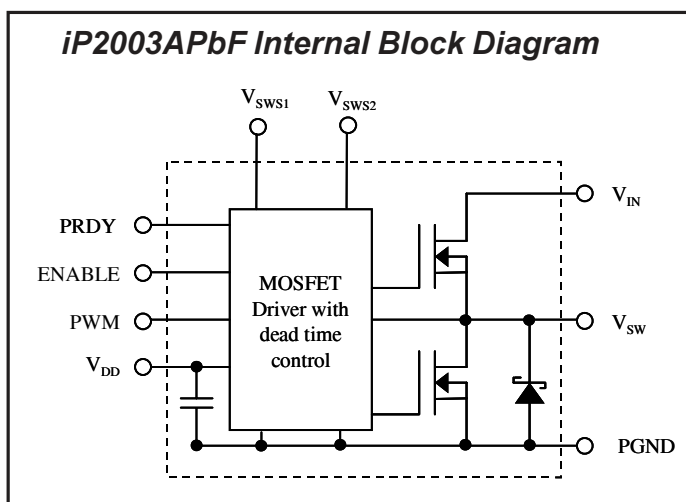 iP2003APbF Internal Block Diagram
VSWS1
VSWS2
PRDY
ENABLE
PWM
VDD
MOSFET
Driver with
dead time
control
VIN
VSW
PGND